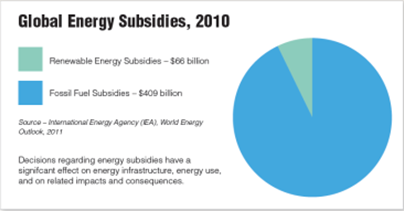 Global Energy Subsidies, 2010
Renewable Energy Subsidies – $66 billion
Fossil Fuel Subsidies – $409 billion
Source – International Energy Agency (IEA), World Energy
Outlook, 2011
Decisions regarding energy subsidies have a
signifcant effect on energy infrastructure, energy use,
and on related impacts and consequences.